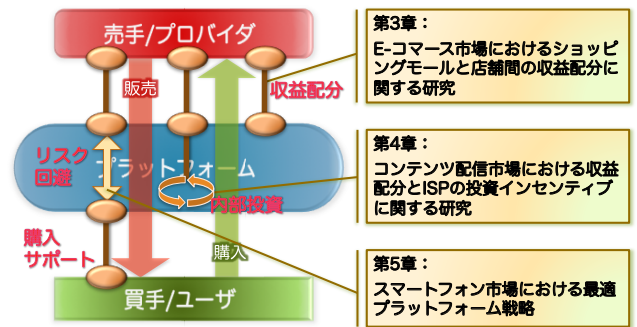 売手/プロバイダ
販売
収益配分
リスク
回避
プラットフォーム
内部投資
購入
サポート
購入
買手/ユーザ
第3章：
E-コマース市場におけるショッ
ピングモールと店舗間の収益配分に
関する研究
第4章：
コンテンツ配信市場における収益
配分とISPの投資インセンティブ
に関する研究
第5章：
スマートフォン市場における最適
プラットフォーム戦略